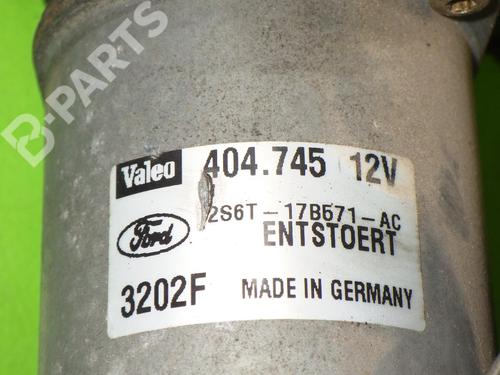 B-PARTS
Valeo 404.745 12V
2S6T-17B571-AC
Ford ENTSTOERT
3202F MADE IN GERMANY